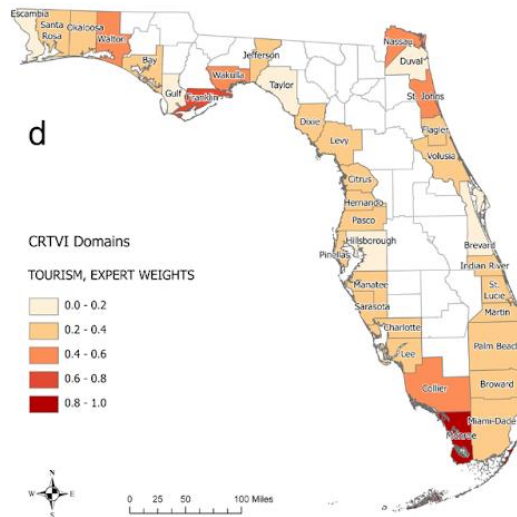 Escambia
Santa
Rosa
Okaloosa
Walton
Bay
Gulf
Franklin
Wakulla
Jefferson
Taylor
Dixie
Levy
Nassau
Duval
St. Johns
Flagler
Volusia
Citrus
Hernando
Pasco
Hillsborough
Pinellas
Brevard
Indian River
Manatee
Sarasota
St.
Lucie
Martin
Charlotte
Lee
Palm Beach
Collier
Broward
Miami-Dade
Monroe
d
CRTVI Domains
TOURISM, EXPERT WEIGHTS
0.0 - 0.2
0.2 - 0.4
0.4 - 0.6
0.6 - 0.8
0.8 - 1.0
N
W E
S
0 25 50 100 Miles